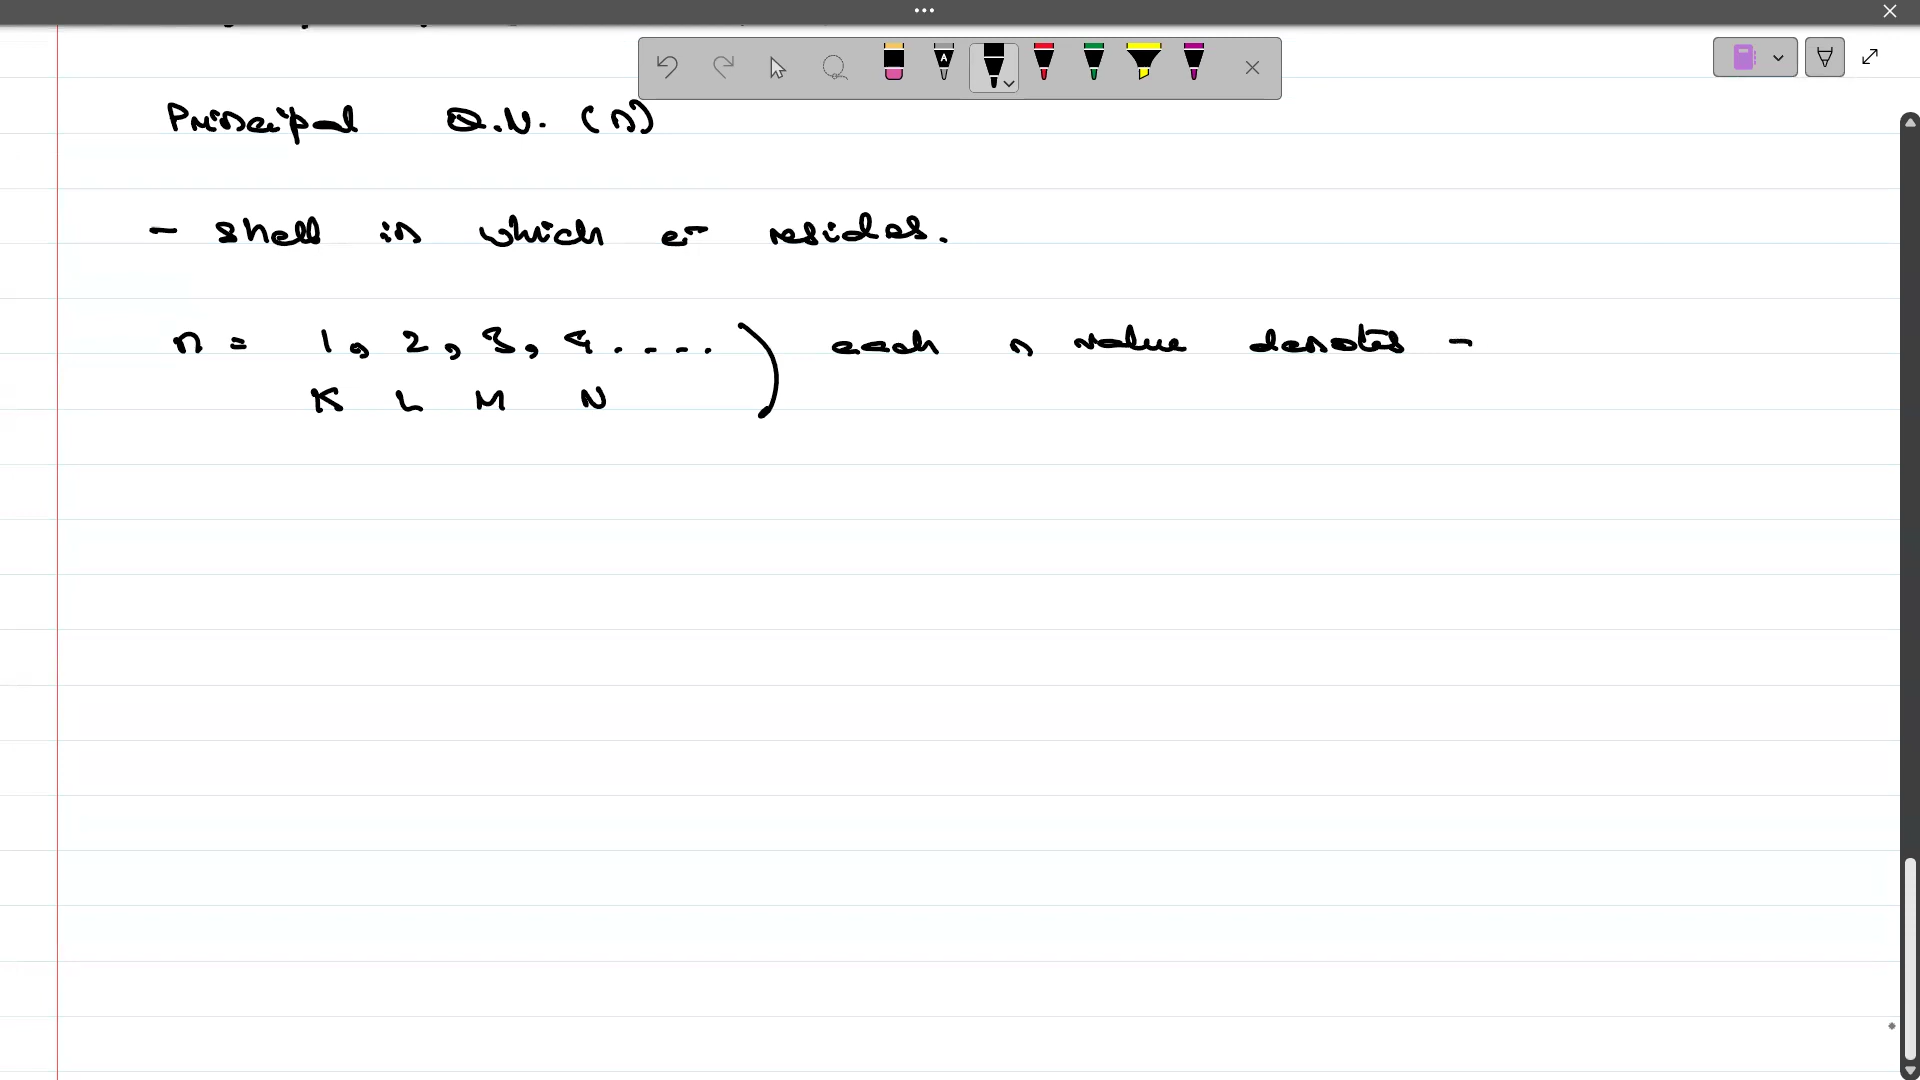 Principal Q.N. (n)
- shell in which e- resides.
n = 1, 2, 3, 4 . . . . ) each n value denotes -
K L M N